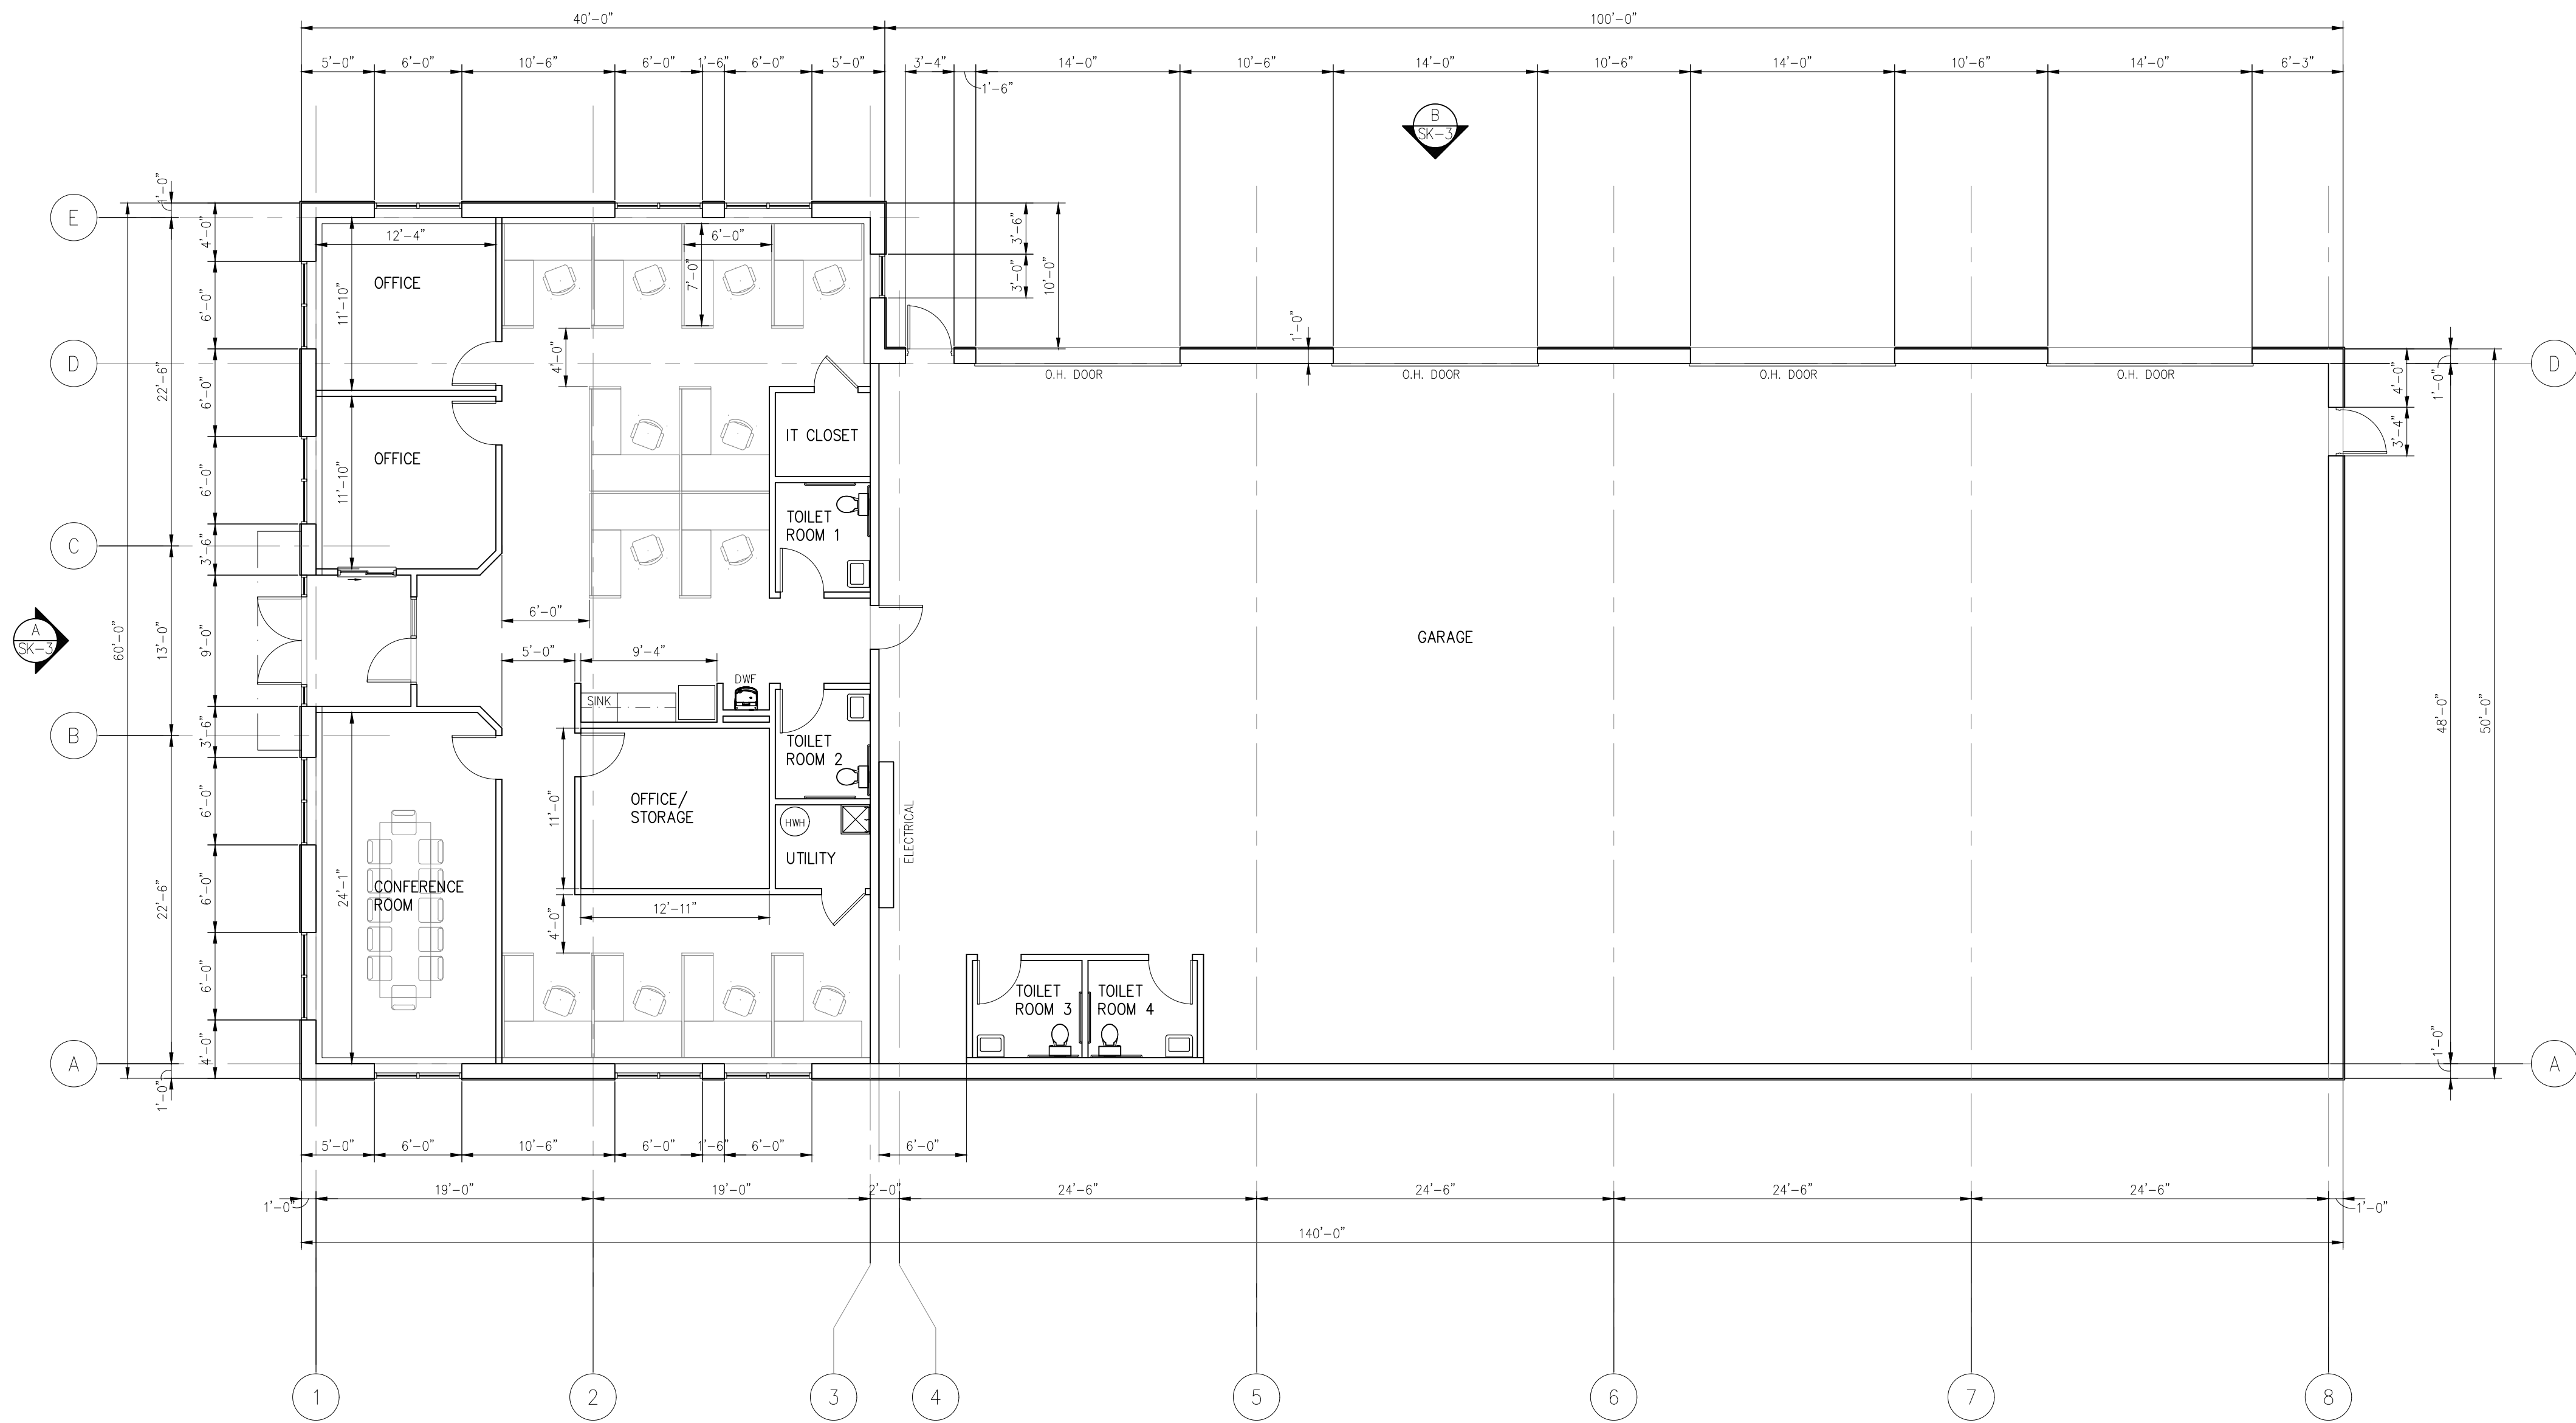 40'-0" 100'-0"
5'-0" 6'-0" 10'-6" 6'-0" 1'-6" 6'-0" 5'-0" 3'-4" 14'-0" 10'-6" 14'-0" 10'-6" 14'-0" 10'-6" 14'-0" 6'-3"
1'-6"
B
SK-3
1'-0"
E
4'-0"
12'-4"
6'-0"
3'-6"
OFFICE
7'-0"
3'-0"
10'-0"
11'-10"
6'-0"
1'-0"
D
22'-6"
4'-0"
O.H. DOOR O.H. DOOR O.H. DOOR O.H. DOOR
D
1'-0"
4'-0"
6'-0"
3'-4"
IT CLOSET
OFFICE
11'-10"
6'-0"
TOILET
ROOM 1
C
3'-6"
6'-0"
A
SK-3
60'-0"
13'-0"
9'-0"
GARAGE
5'-0"
9'-4"
DWF
SINK
B
3'-6"
TOILET
ROOM 2
48'-0"
50'-0"
6'-0"
11'-0"
OFFICE/
STORAGE
HWH
ELECTRICAL
UTILITY
22'-6"
6'-0"
24'-1"
CONFERENCE
ROOM
12'-11"
4'-0"
6'-0"
TOILET
ROOM 3
TOILET
ROOM 4
4'-0"
1'-0"
A
A
1'-0"
5'-0" 6'-0" 10'-6" 6'-0" 1'-6" 6'-0" 6'-0"
19'-0" 19'-0" 2'-0" 24'-6" 24'-6" 24'-6" 24'-6"
1'-0" 1'-0"
140'-0"
1 2 3 4 5 6 7 8